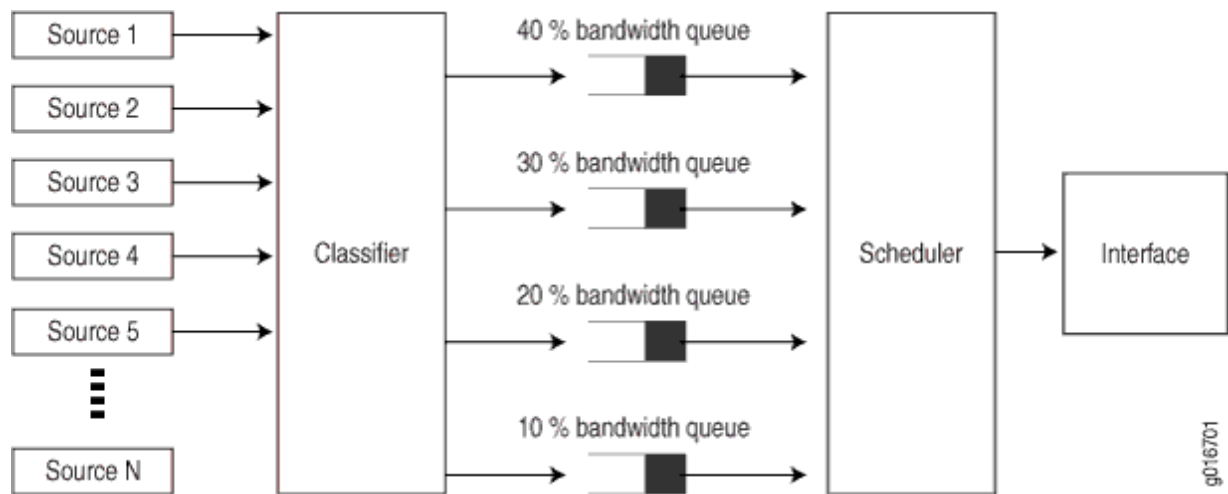 Source 1
Source 2
Source 3
Source 4
Source 5
Source N
Classifier
40 % bandwidth queue
30 % bandwidth queue
20 % bandwidth queue
10 % bandwidth queue
Scheduler
Interface
g016701